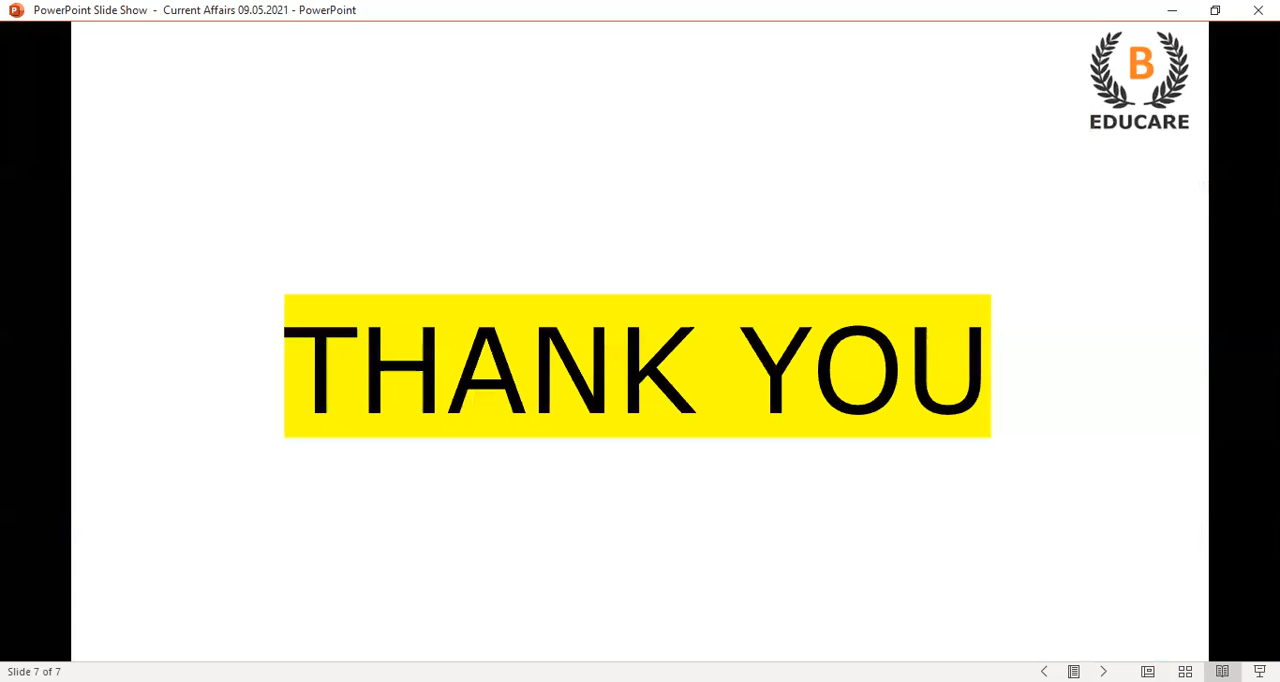 PowerPoint Slide Show - Current Affairs 09.05.2021 - PowerPoint
B
EDUCARE
THANK YOU
Slide 7 of 7